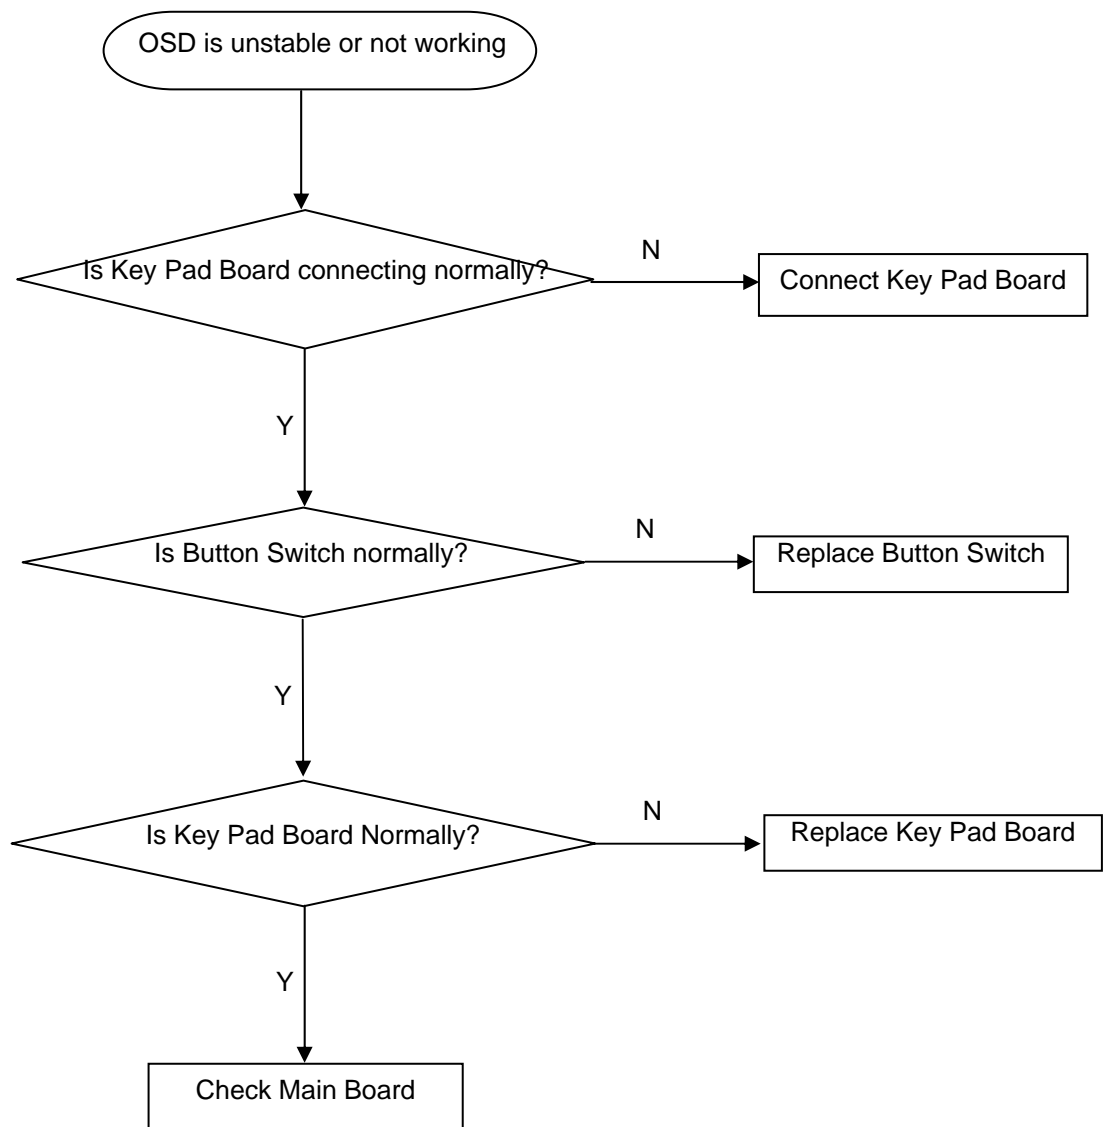 OSD is unstable or not working
N
Is Key Pad Board connecting normally?
Connect Key Pad Board
Y
N
Is Button Switch normally?
Replace Button Switch
Y
N
Is Key Pad Board Normally?
Replace Key Pad Board
Y
Check Main Board